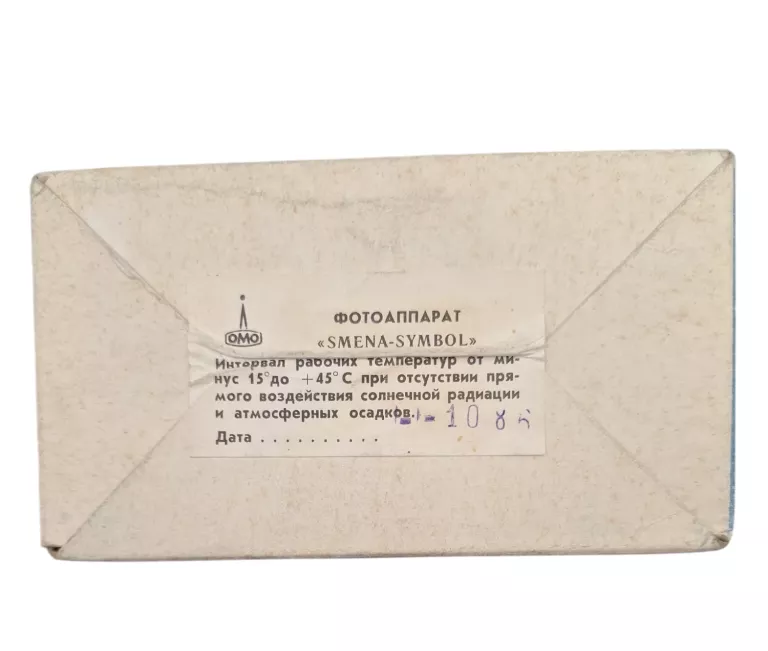 ФОТОАППАРАТ
ОМО
«SMENA-SYMBOL»
Интервал рабочих температур от ми-
нус 15° до +45° С при отсутствии пря-
мого воздействия солнечной радиации
и атмосферных осадков.
10
Дата . . . . . . . . . .